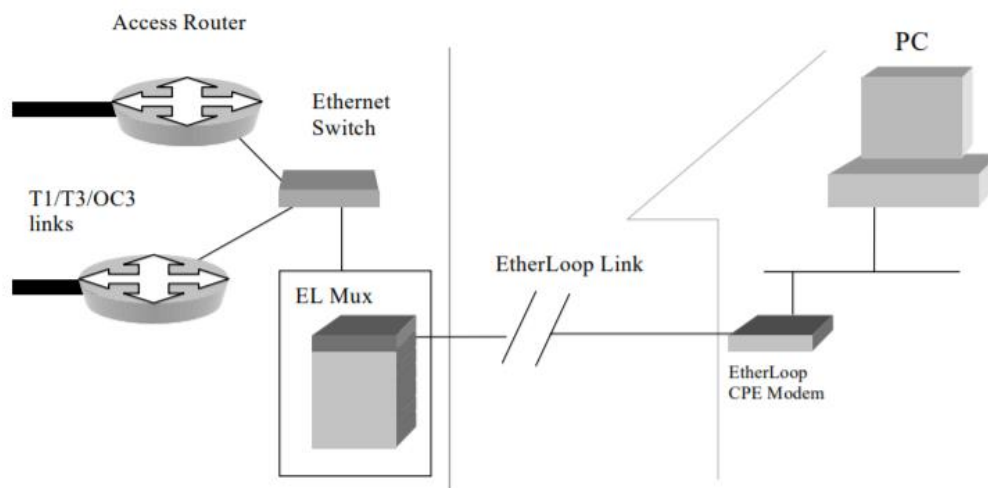 Access Router
PC
Ethernet
Switch
T1/T3/OC3
links
EtherLoop Link
EL Mux
EtherLoop
CPE Modem